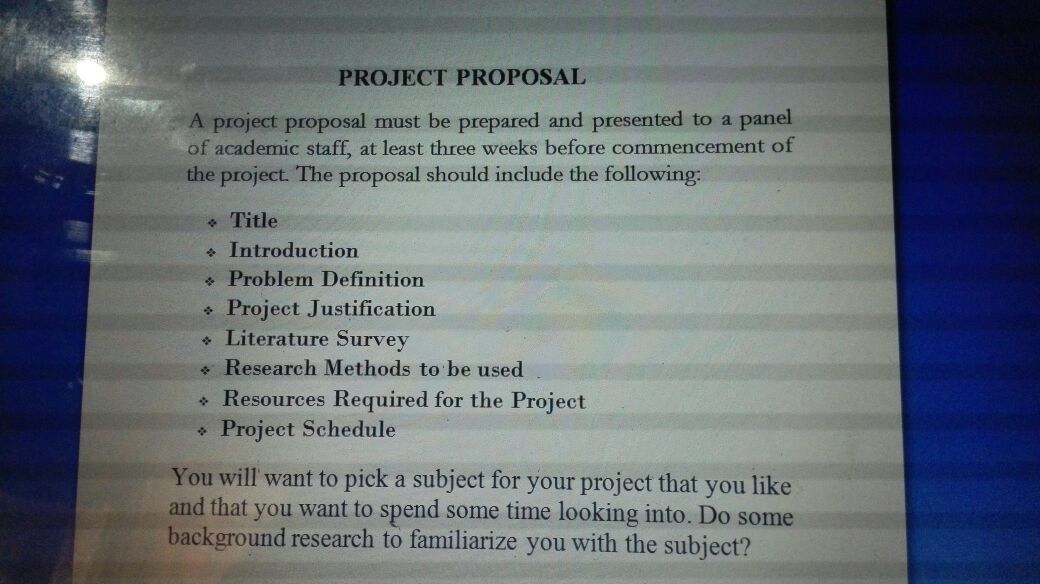 PROJECT PROPOSAL
A project proposal must be prepared and presented to a panel
of academic staff, at least three weeks before commencement of
the project. The proposal should include the following:
❖ Title
❖ Introduction
❖ Problem Definition
❖ Project Justification
❖ Literature Survey
❖ Research Methods to be used
❖ Resources Required for the Project
❖ Project Schedule
You will want to pick a subject for your project that you like
and that you want to spend some time looking into. Do some
background research to familiarize you with the subject?